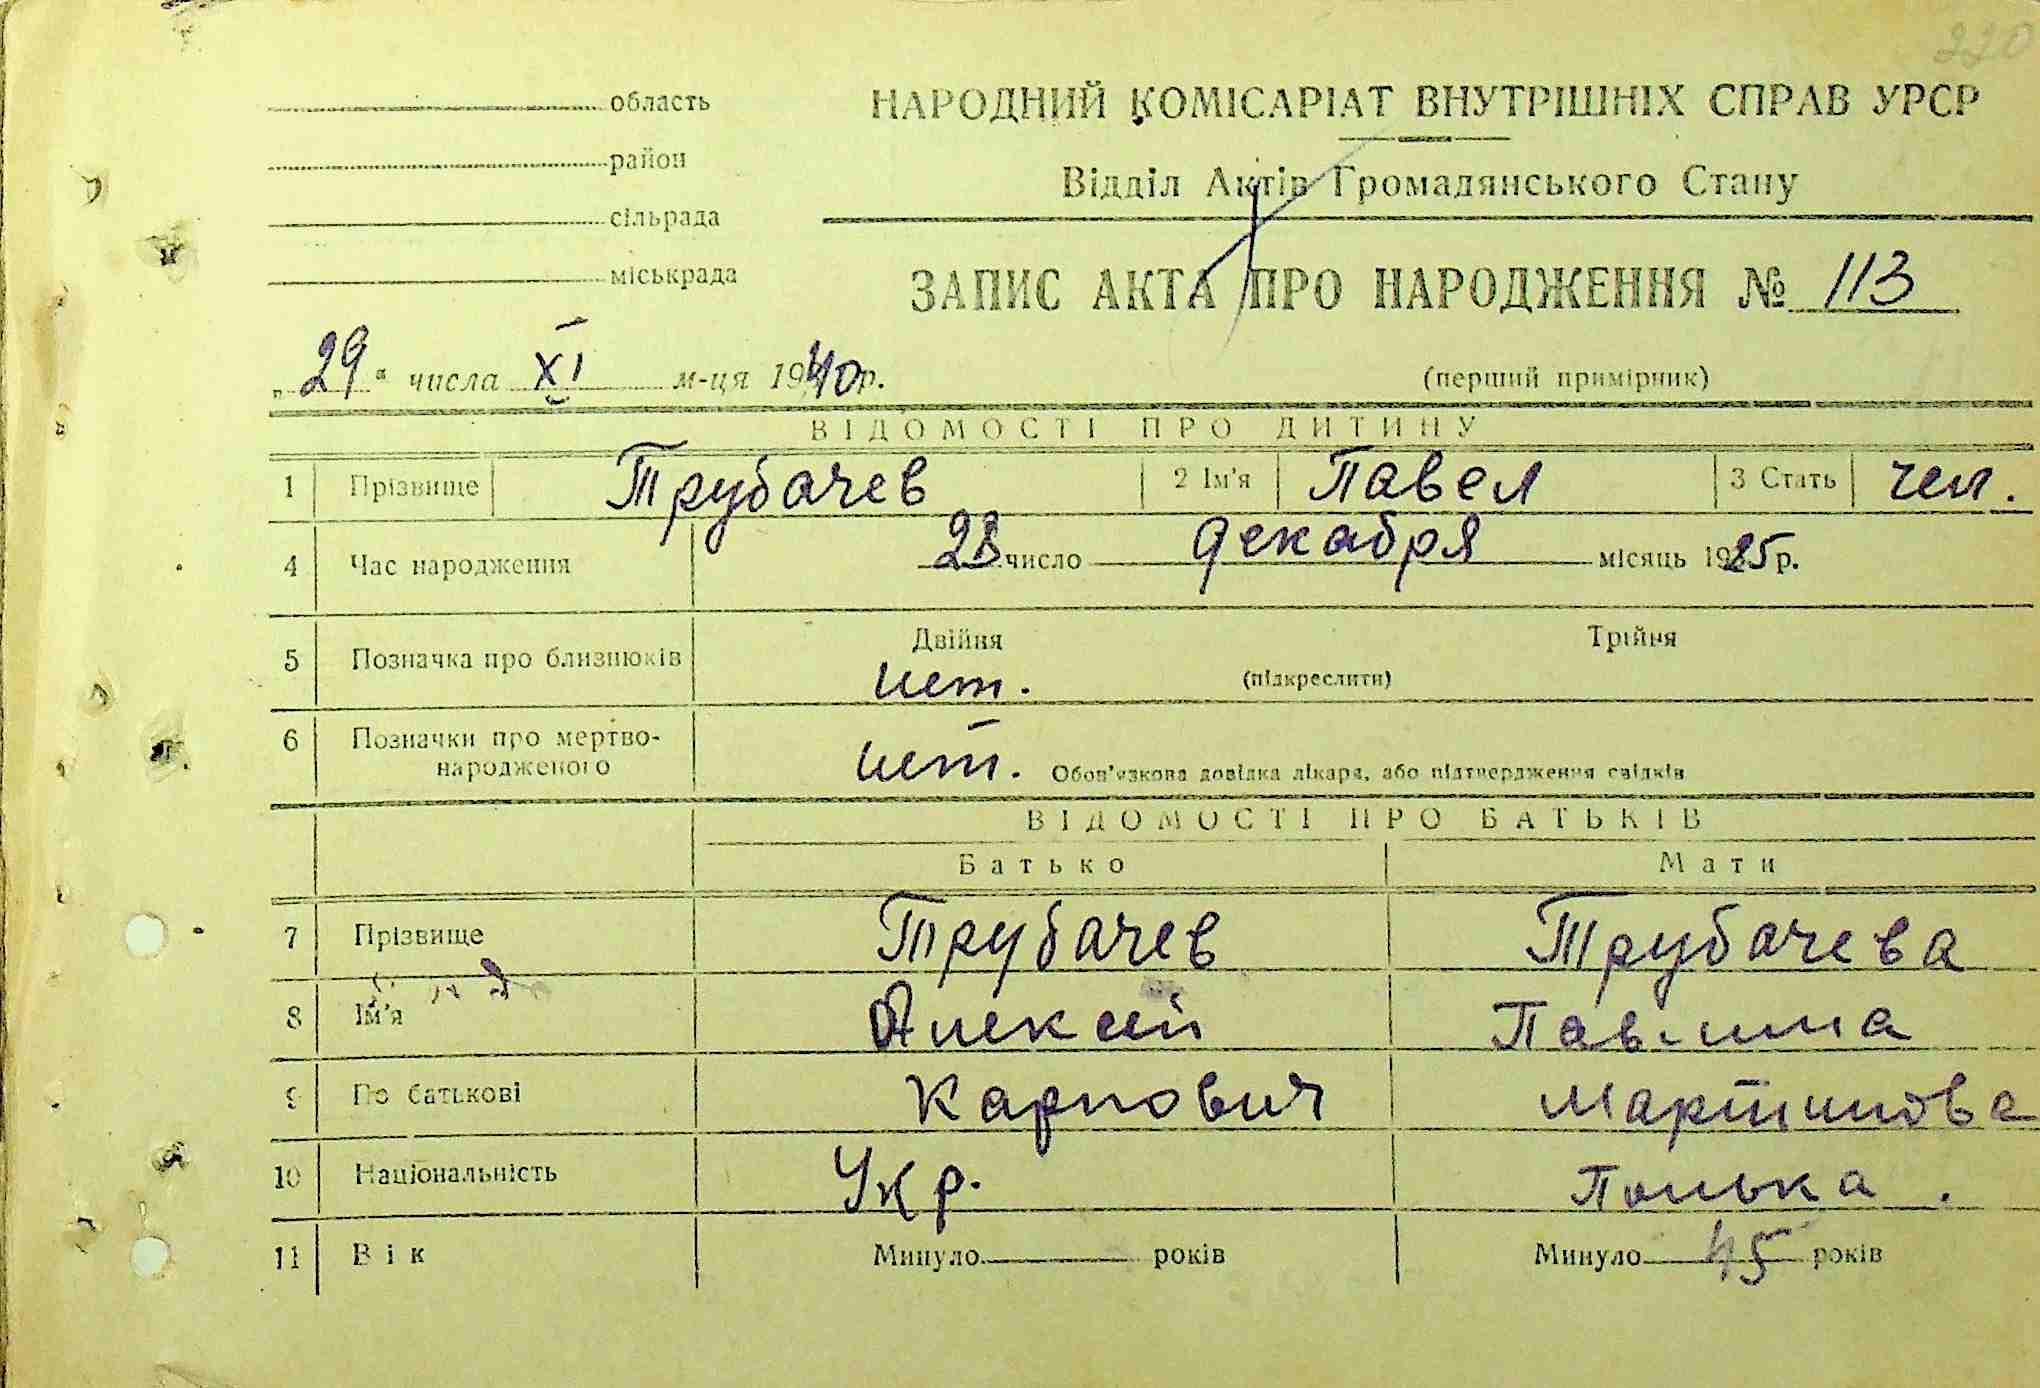 220
область
НАРОДНИЙ КОМІСАРІАТ ВНУТРІШНІХ СПРАВ УРСР
район
Відділ Актів Громадянського Стану
сільрада
міськрада
ЗАПИС АКТА ПРО НАРОДЖЕННЯ № 113
„29“ числа XI м-ця 1940 р.
(перший примірник)
ВІДОМОСТІ ПРО ДИТИНУ
1 Прізвище Трубачев 2 Ім'я Павел 3 Стать чел.
4 Час народження 28 число декабря місяць 1925 р.
5 Позначка про близнюків Двійня Трійня
нет. (підкреслити)
6 Позначки про мертво-
народженого нет. Обов'язкова довідка лікаря, або підтвердження свідків
ВІДОМОСТІ ПРО БАТЬКІВ
Батько Мати
7 Прізвище Трубачев Трубачева
8 Ім'я Алексей Павлина
9 По батькові Карпович Мартинова
10 Національність Укр. Полька.
11 Вік Минуло років Минуло 45 років